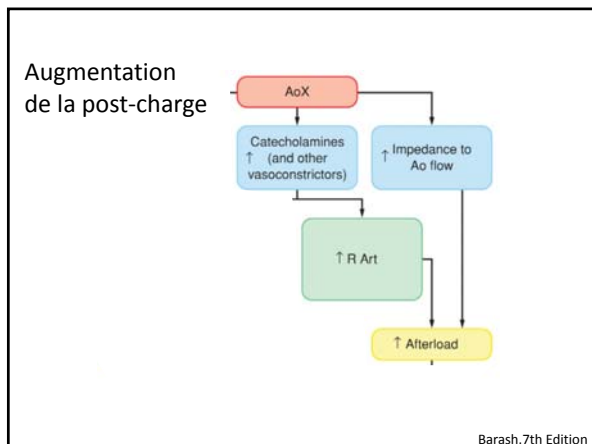 Augmentation
de la post-charge
AoX
Catecholamines
↑ (and other
vasoconstrictors)
↑ Impedance to
Ao flow
↑ R Art
↑ Afterload
Barash.7th Edition